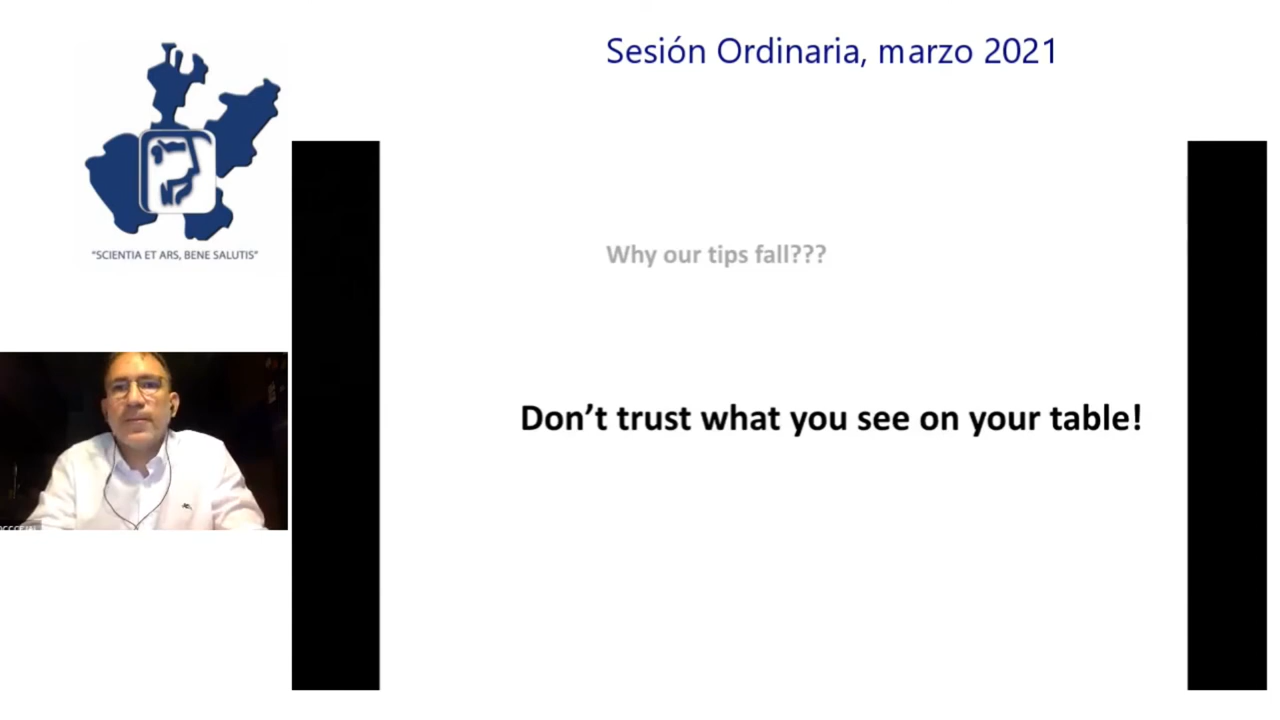 Sesión Ordinaria, marzo 2021
"SCIENTIA ET ARS, BENE SALUTIS"
Why our tips fall???
Don't trust what you see on your table!